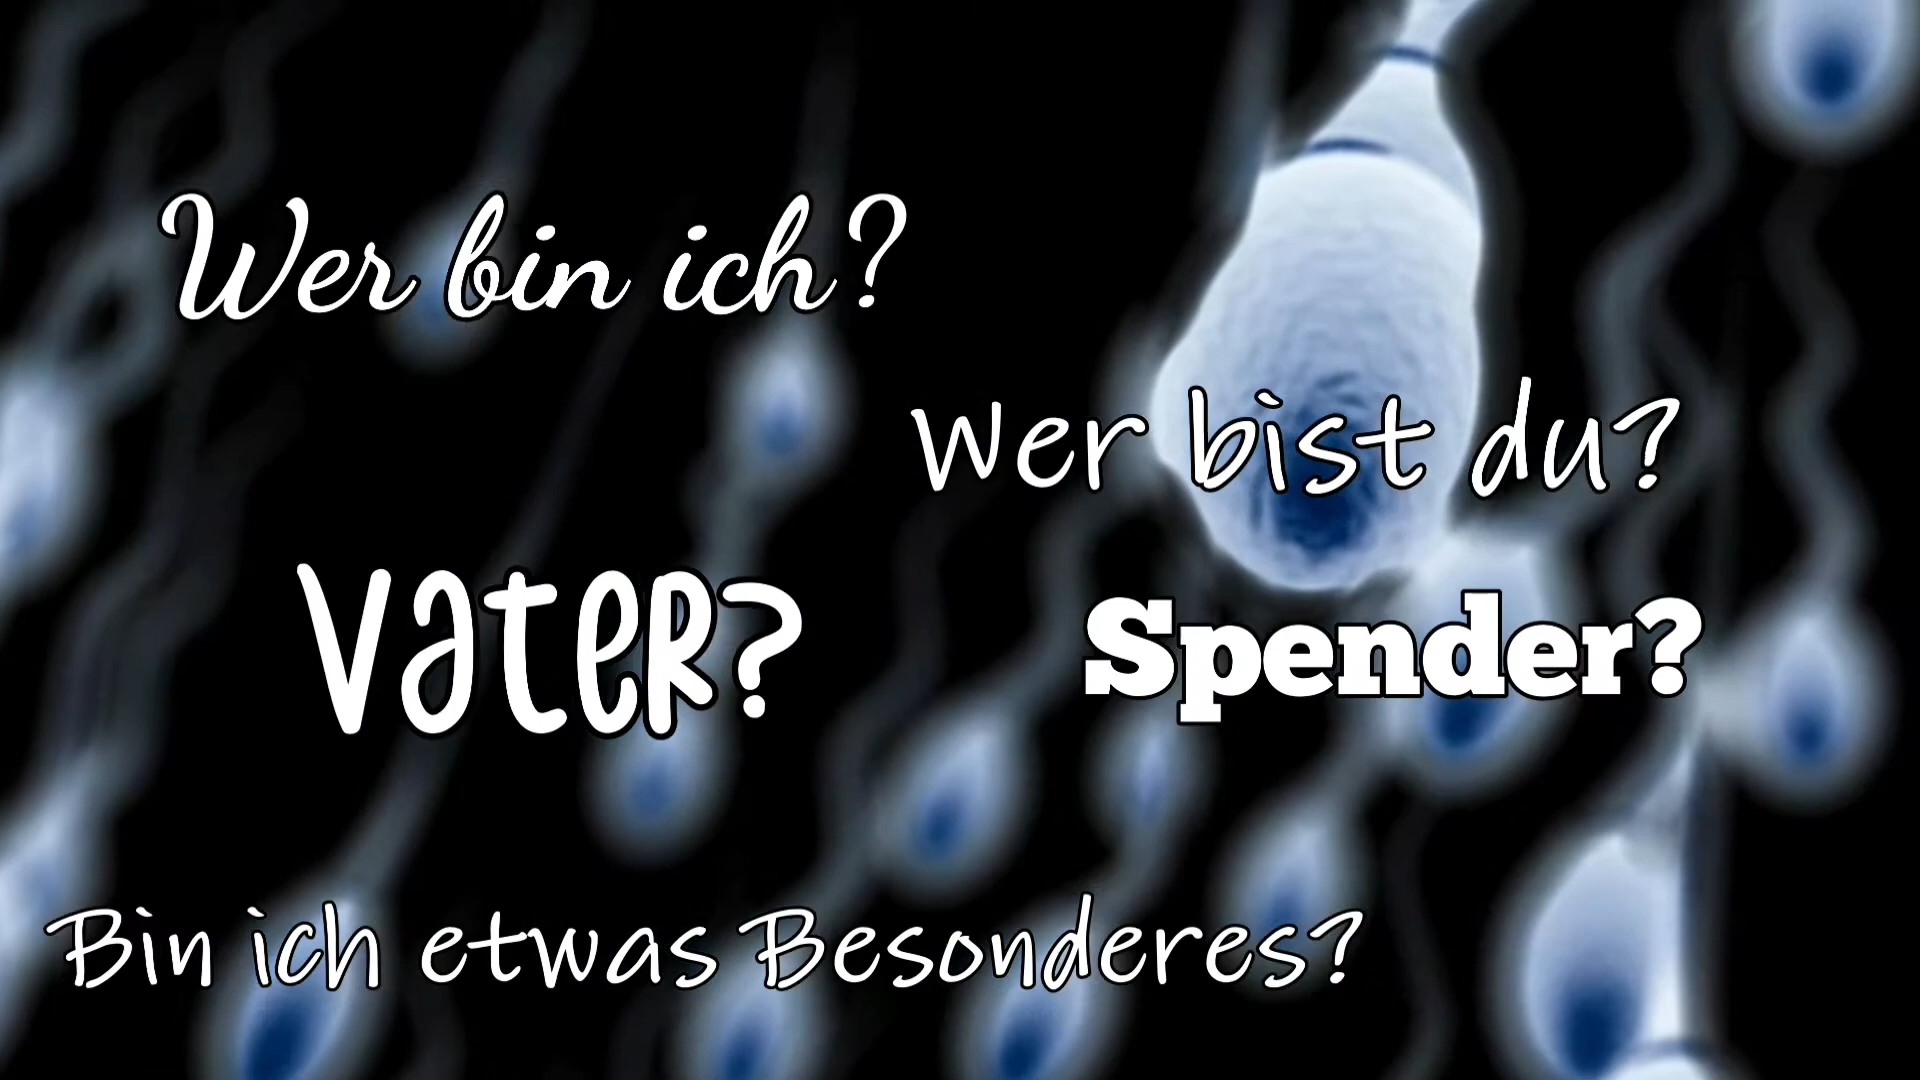 Wer bin ich?
Wer bist du?
Vater?
Spender?
Bin ich etwas Besonderes?